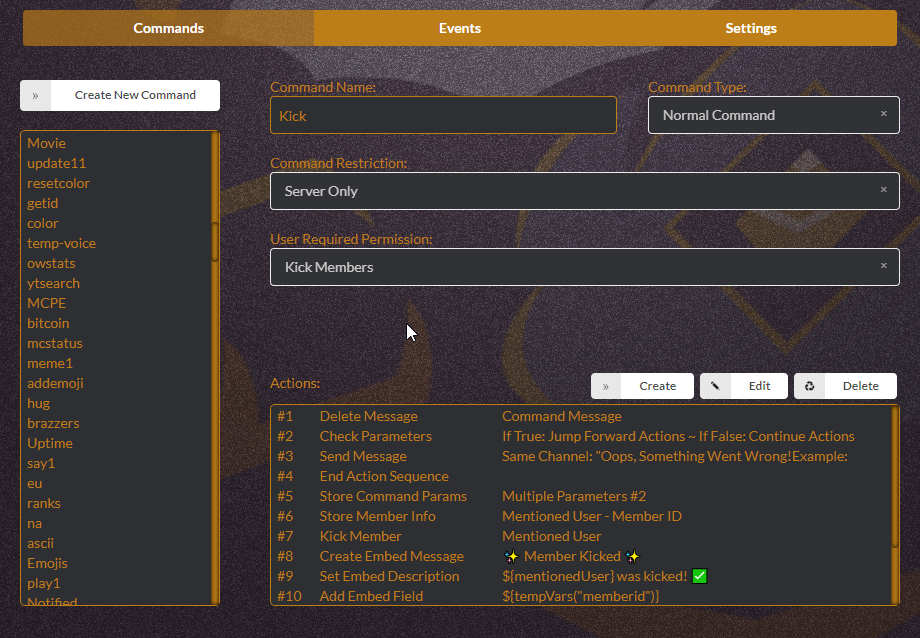 Commands Events Settings
» Create New Command
Movie
update11
resetcolor
getid
color
temp-voice
owstats
ytsearch
MCPE
bitcoin
mcstatus
meme1
addemoji
hug
brazzers
Uptime
say1
eu
ranks
na
ascii
Emojis
play1
Notified
Command Name:
Kick
Command Type:
Normal Command ×
Command Restriction:
Server Only ×
User Required Permission:
Kick Members ×
Actions:
» Create Edit Delete
#1 Delete Message Command Message
#2 Check Parameters If True: Jump Forward Actions ~ If False: Continue Actions
#3 Send Message Same Channel: "Oops, Something Went Wrong!Example:
#4 End Action Sequence
#5 Store Command Params Multiple Parameters #2
#6 Store Member Info Mentioned User - Member ID
#7 Kick Member Mentioned User
#8 Create Embed Message ✨ Member Kicked ✨
#9 Set Embed Description ${mentionedUser} was kicked! ✅
#10 Add Embed Field ${tempVars("memberid")}